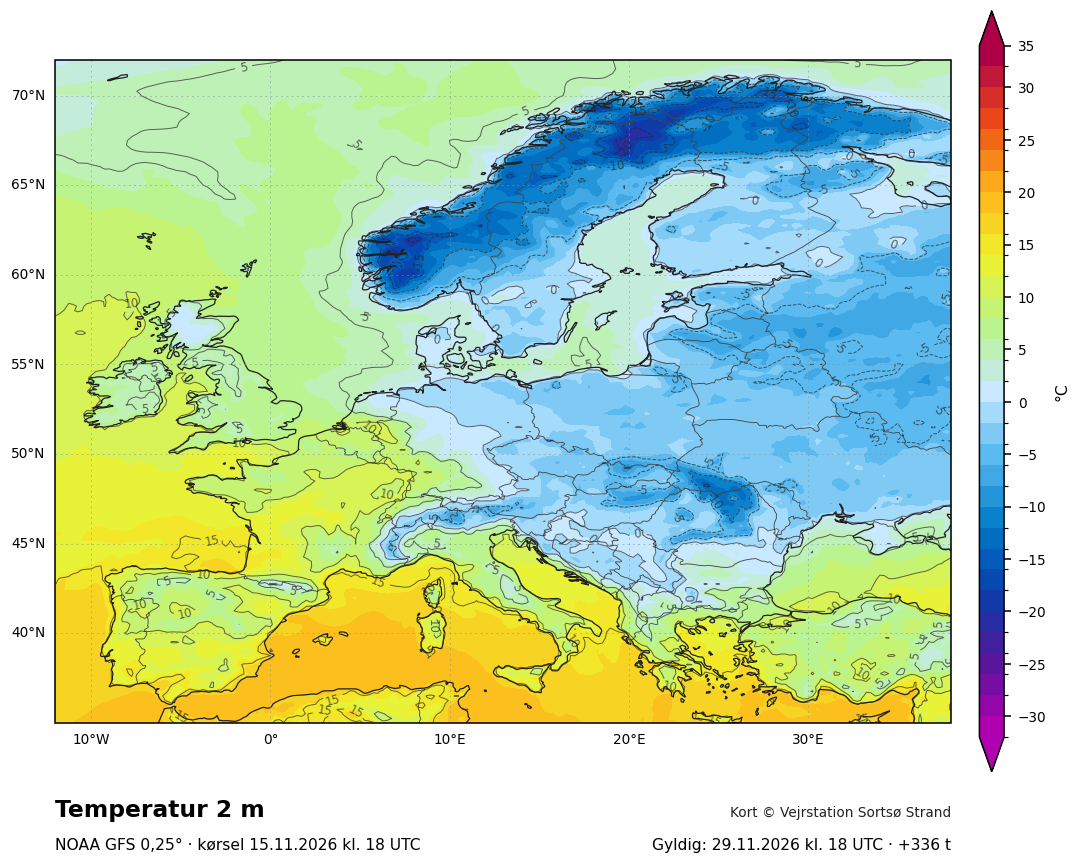 35
30
25
20
15
10
5
0
−5
−10
−15
−20
−25
−30
°C
70°N
65°N
60°N
55°N
50°N
45°N
40°N
10°W
0°
10°E
20°E
30°E
Temperatur 2 m
Kort © Vejrstation Sortsø Strand
NOAA GFS 0,25° · kørsel 15.11.2026 kl. 18 UTC
Gyldig: 29.11.2026 kl. 18 UTC · +336 t